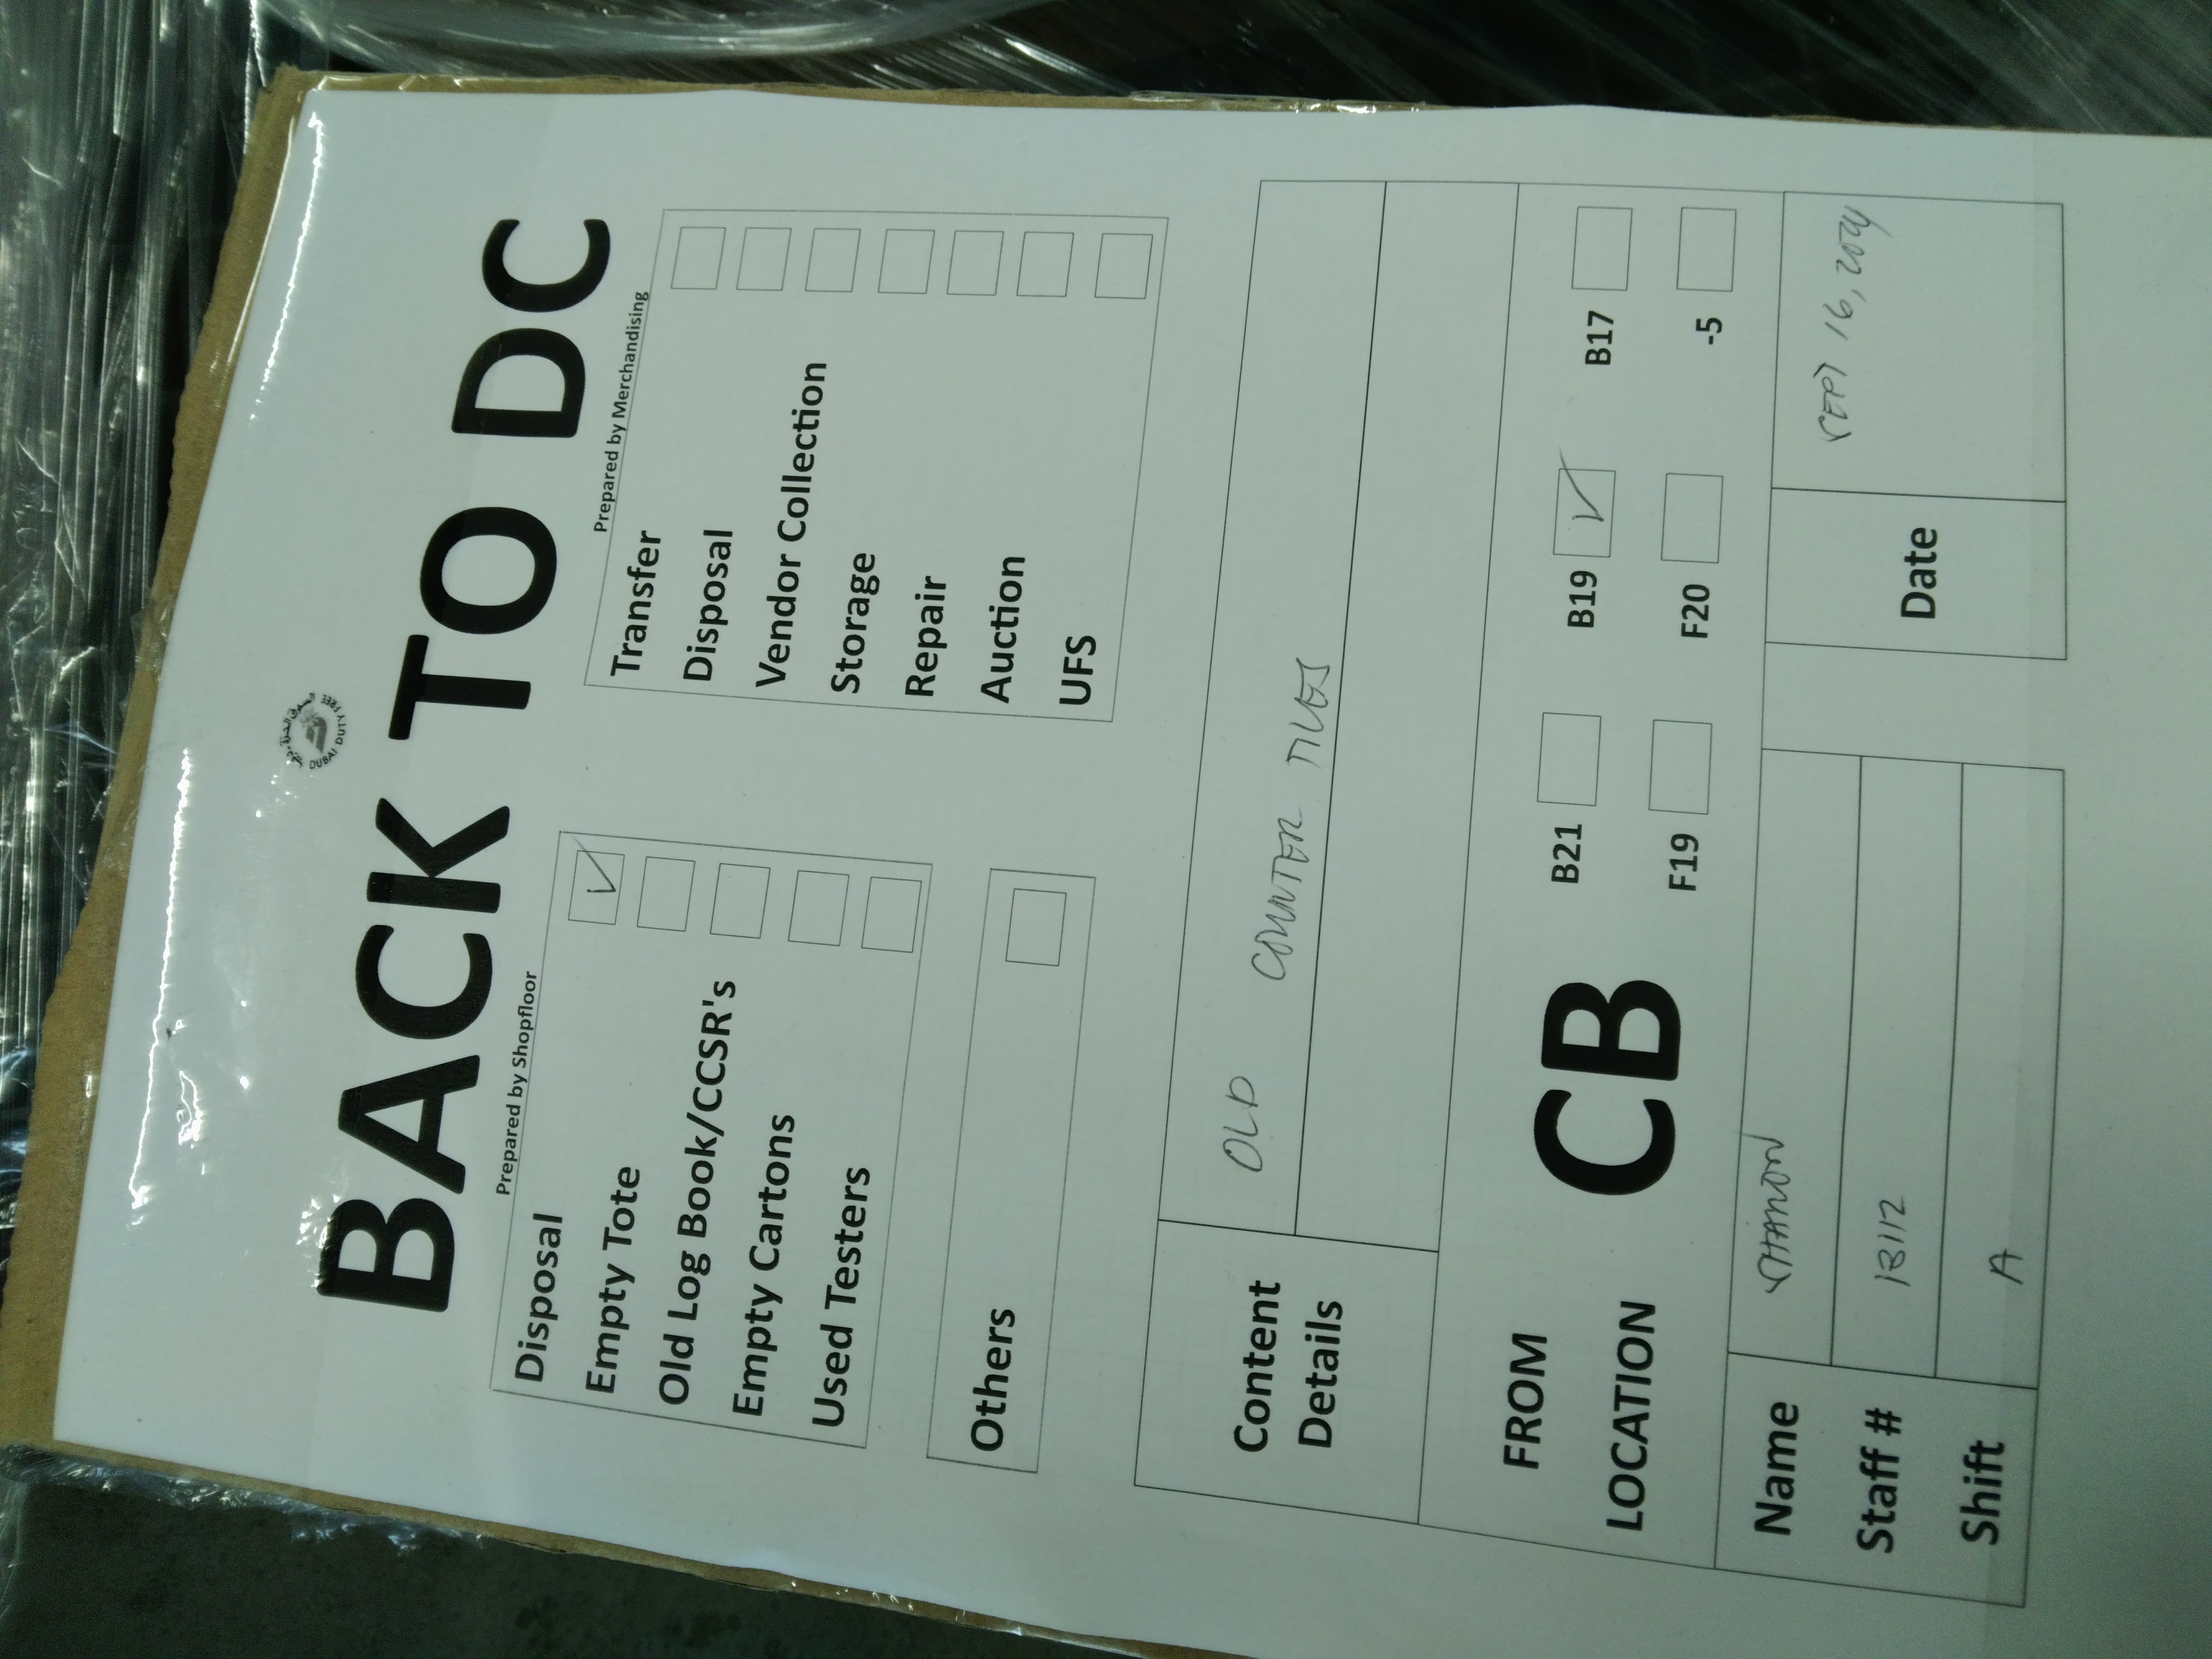 DUBAI DUTY FREE
BACK TO DC
Prepared by Shopfloor
Disposal
Empty Tote
Old Log Book/CCSR's
Empty Cartons
Used Testers
Others
Prepared by Merchandising
Transfer
Disposal
Vendor Collection
Storage
Repair
Auction
UFS
Content Details
OLD COUNTER TILLS
FROM LOCATION
CB
B21 B19 B17
F19 F20 -5
Name SHANON
Staff # 13112
Shift A
Date SEPT 16, 2024